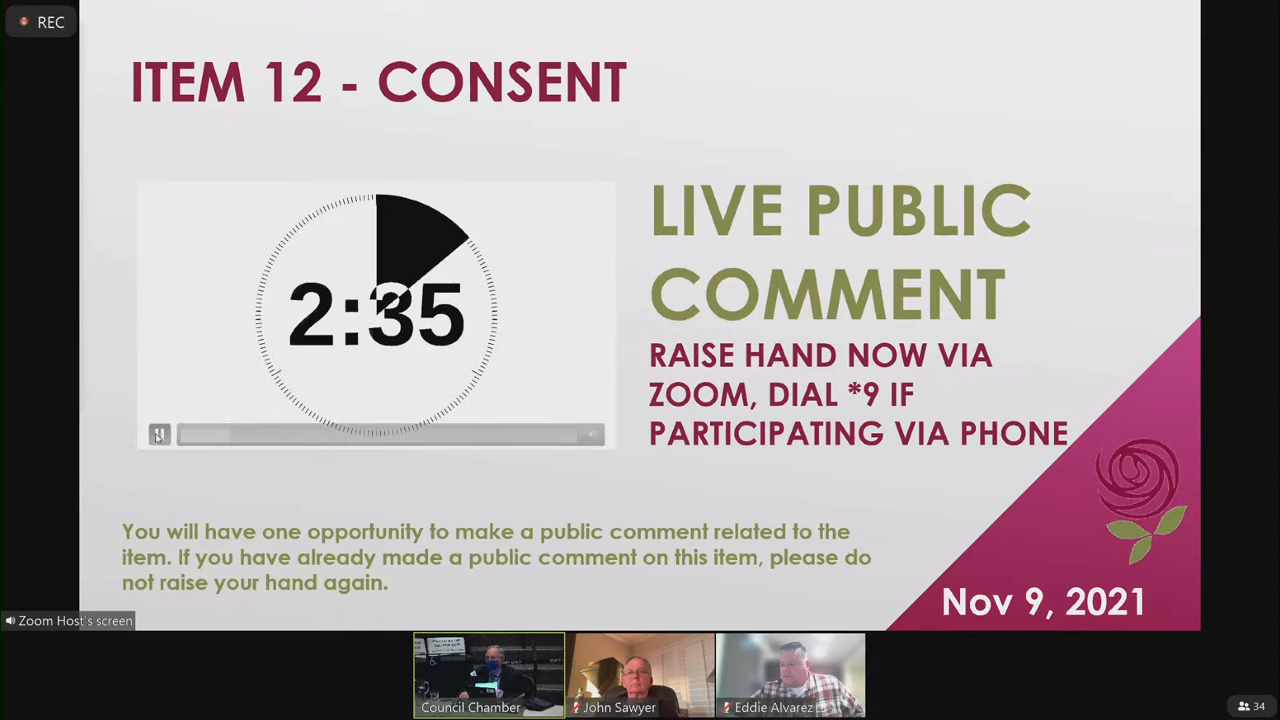 REC
ITEM 12 - CONSENT
2:35
LIVE PUBLIC
COMMENT
RAISE HAND NOW VIA
ZOOM, DIAL *9 IF
PARTICIPATING VIA PHONE
You will have one opportunity to make a public comment related to the
item. If you have already made a public comment on this item, please do
not raise your hand again.
Nov 9, 2021
Zoom Host's screen
Council Chamber
John Sawyer
Eddie Alvarez
34